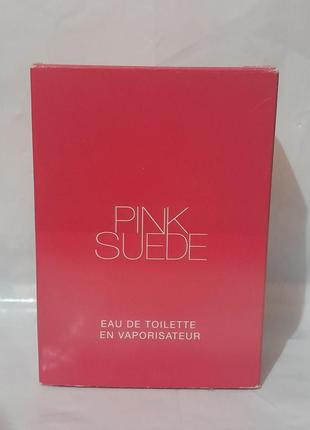 PINK
SUEDE
EAU DE TOILETTE
EN VAPORISATEUR